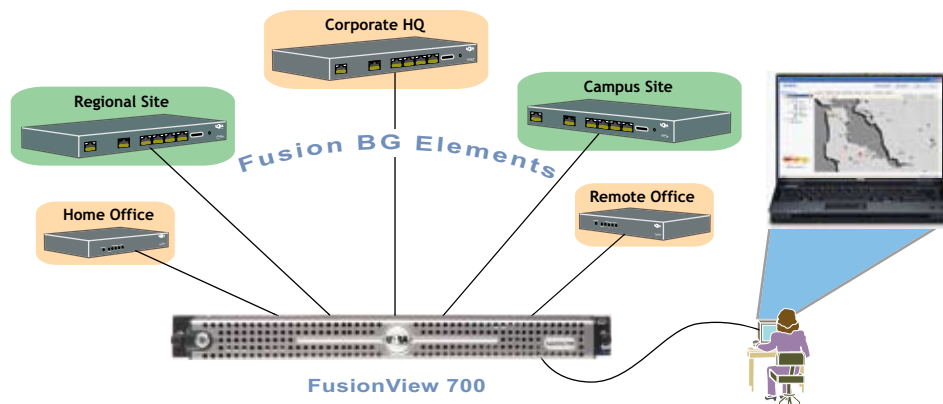 Corporate HQ
Regional Site
Campus Site
Fusion BG Elements
Home Office
Remote Office
FusionView 700